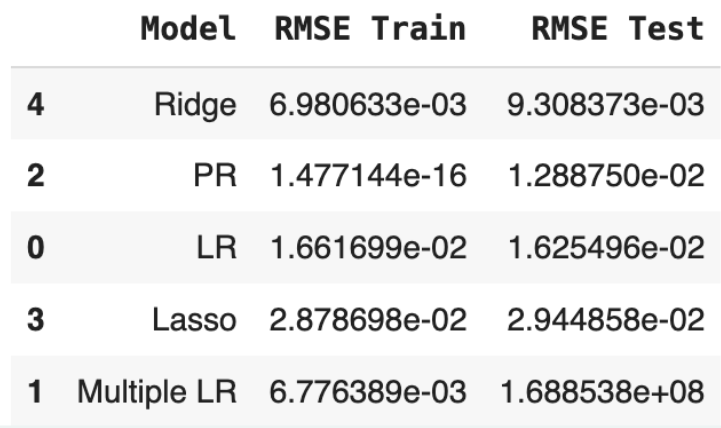 Model RMSE Train RMSE Test
4 Ridge 6.980633e-03 9.308373e-03
2 PR 1.477144e-16 1.288750e-02
0 LR 1.661699e-02 1.625496e-02
3 Lasso 2.878698e-02 2.944858e-02
1 Multiple LR 6.776389e-03 1.688538e+08